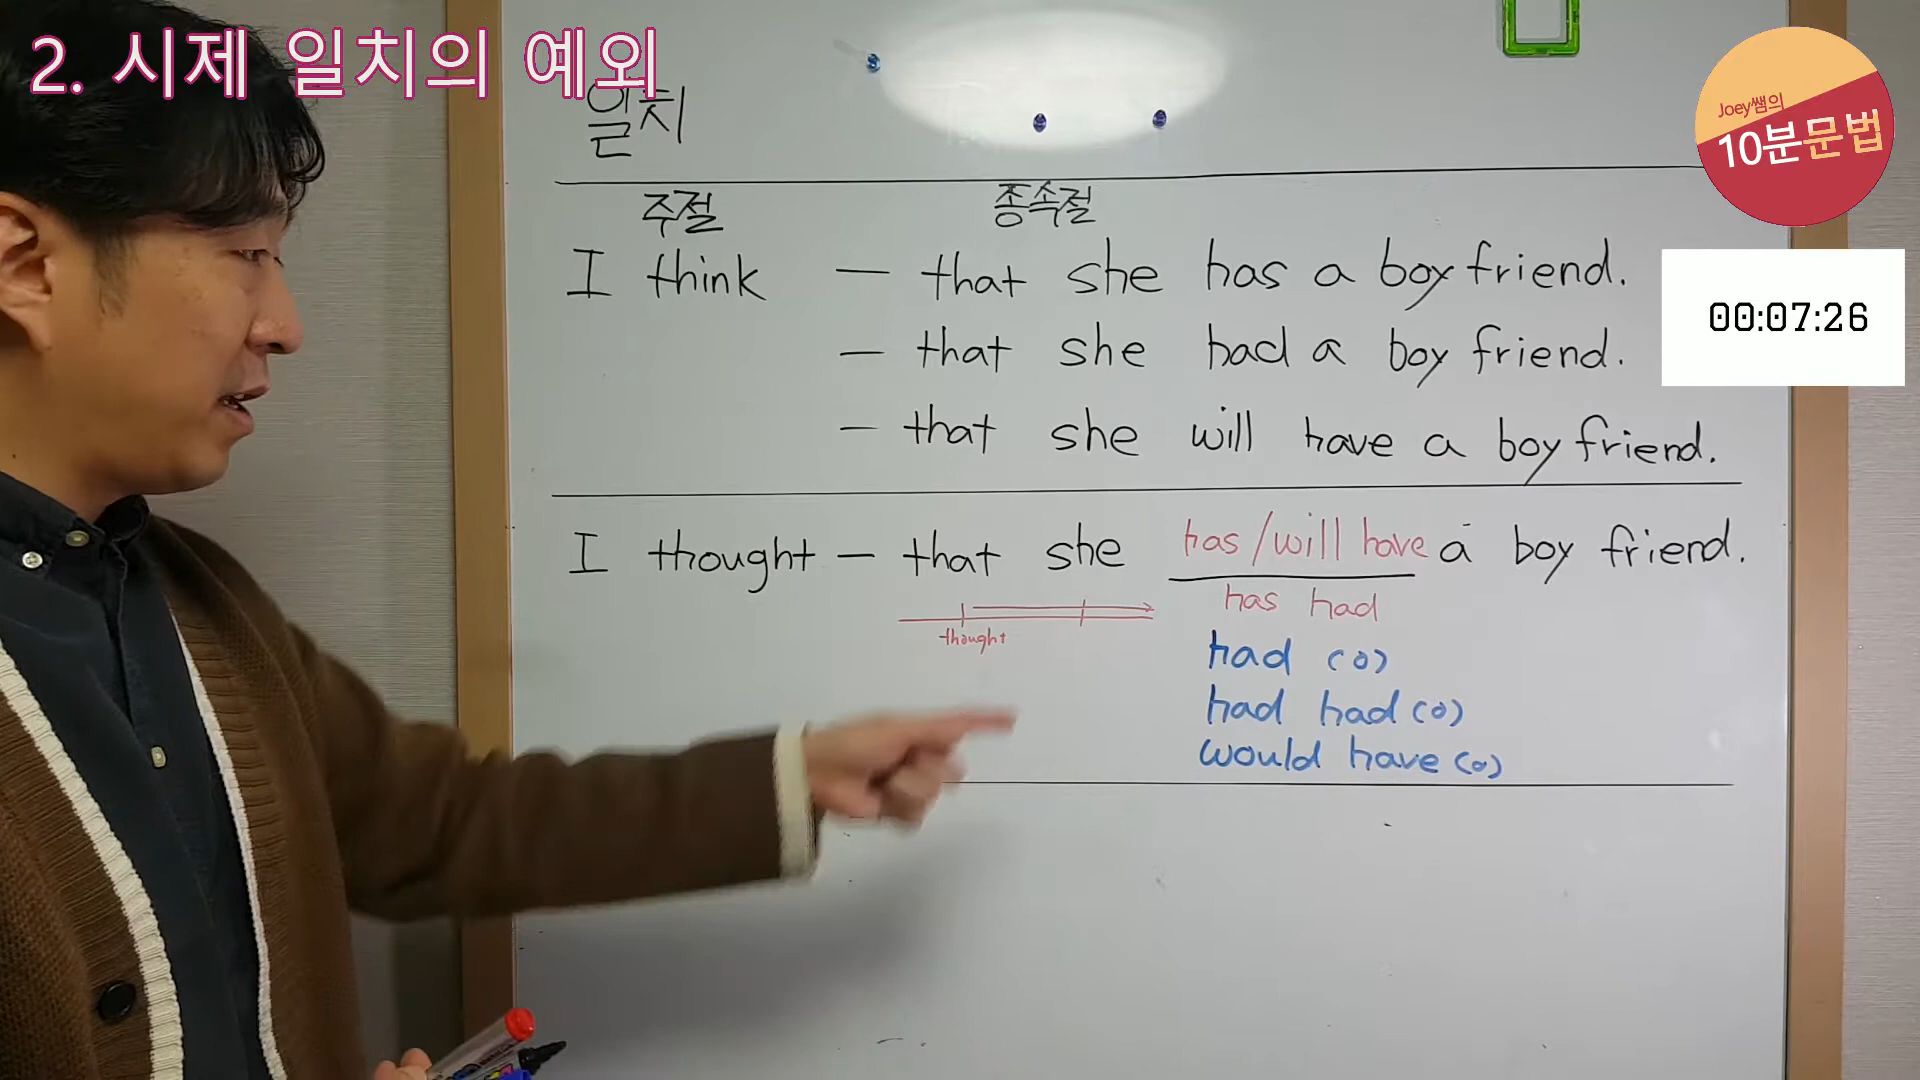 2. 시제 일치의 예외
일치
Joey쌤의
10분문법
주절 종속절
I think — that she has a boy friend.
00:07:26
— that she had a boy friend.
— that she will have a boy friend.
I thought — that she has/will have a boy friend.
has had
thought
had (o)
had had (o)
would have (o)